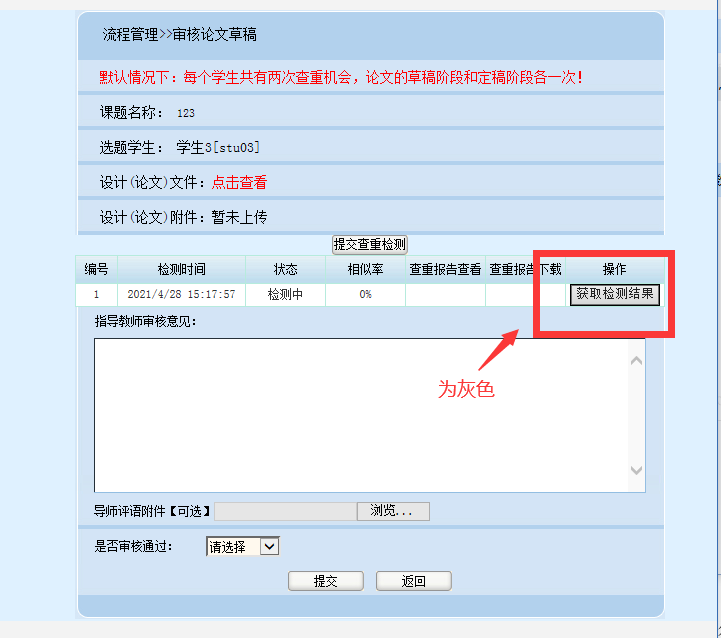 流程管理>>审核论文草稿
默认情况下：每个学生共有两次查重机会，论文的草稿阶段和定稿阶段各一次！
课题名称： 123
选题学生： 学生3[stu03]
设计(论文)文件：点击查看
设计(论文)附件：暂未上传
提交查重检测
编号 检测时间 状态 相似率 查重报告查看 查重报告下载 操作
1 2021/4/28 15:17:57 检测中 0% 获取检测结果
指导教师审核意见：
为灰色
导师评语附件【可选】 浏览...
是否审核通过： 请选择
提交 返回